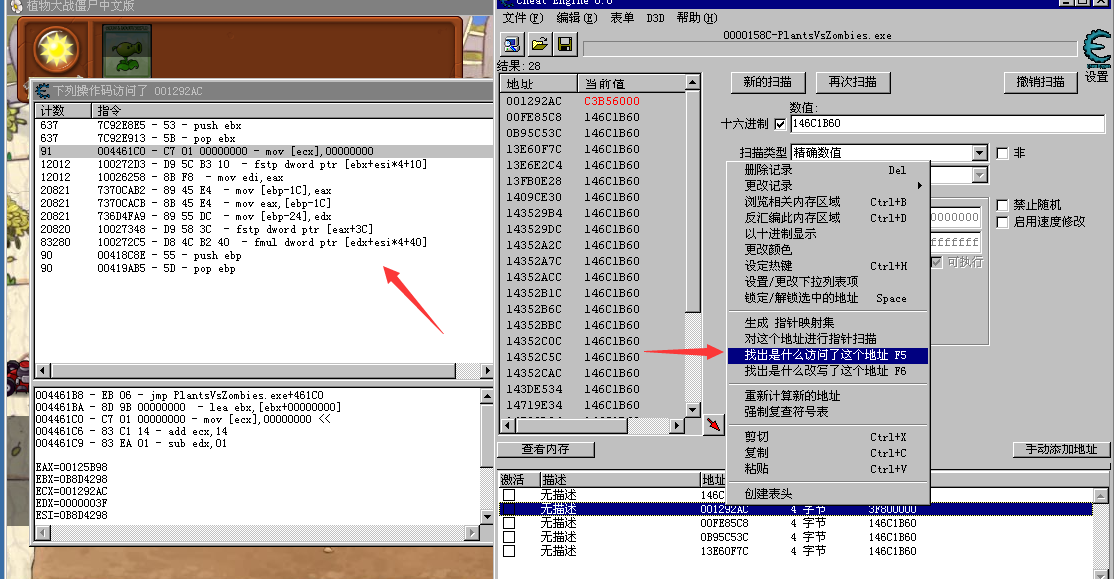 植物大战僵尸中文版
下列操作码访问了 001292AC
计数 指令
637 7C92E8E5 - 53 - push ebx
637 7C92E913 - 5B - pop ebx
91 004461C0 - C7 01 00000000 - mov [ecx],00000000
12012 100272D3 - D9 5C B3 10 - fstp dword ptr [ebx+esi*4+10]
12012 10026258 - 8B F8 - mov edi,eax
20821 7370CAB2 - 89 45 E4 - mov [ebp-1C],eax
20821 7370CACB - 8B 45 E4 - mov eax,[ebp-1C]
20821 736D4FA9 - 89 55 DC - mov [ebp-24],edx
20820 10027348 - D9 58 3C - fstp dword ptr [eax+3C]
83280 100272C5 - D8 4C B2 40 - fmul dword ptr [edx+esi*4+40]
90 00418C8E - 55 - push ebp
90 00419AB5 - 5D - pop ebp
004461B8 - EB 06 - jmp PlantsVsZombies.exe+461C0
004461BA - 8D 9B 00000000 - lea ebx,[ebx+00000000]
004461C0 - C7 01 00000000 - mov [ecx],00000000 <<
004461C6 - 83 C1 14 - add ecx,14
004461C9 - 83 EA 01 - sub edx,01
EAX=00125B98
EBX=0B8D4298
ECX=001292AC
EDX=0000003F
ESI=0B8D4298
Cheat Engine 6.6
文件(F) 编辑(E) 表单 D3D 帮助(H)
0000158C-PlantsVsZombies.exe
设置
结果: 28
地址 当前值
001292AC C3B56000
00FE85C8 146C1B60
0B95C53C 146C1B60
13E60F7C 146C1B60
13E6E2C4 146C1B60
13FB0E28 146C1B60
1409CE30 146C1B60
143529B4 146C1B60
143529DC 146C1B60
14352A2C 146C1B60
14352A7C 146C1B60
14352ACC 146C1B60
14352B1C 146C1B60
14352B6C 146C1B60
14352BBC 146C1B60
14352C0C 146C1B60
14352C5C 146C1B60
14352CAC 146C1B60
143DE534 146C1B60
14719E34 146C1B60
新的扫描 再次扫描 撤销扫描
数值:
十六进制 146C1B60
扫描类型 精确数值 非
禁止随机
启用速度修改
可执行
删除记录 Del
更改记录
浏览相关内存区域 Ctrl+B
反汇编此内存区域 Ctrl+D
以十进制显示
更改颜色
设定热键 Ctrl+H
设置/更改下拉列表项
锁定/解锁选中的地址 Space
生成 指针映射集
对这个地址进行指针扫描
找出是什么访问了这个地址 F5
找出是什么改写了这个地址 F6
重新计算新的地址
强制复查符号表
剪切 Ctrl+X
复制 Ctrl+C
粘贴 Ctrl+V
创建表头
查看内存 手动添加地址
激活 描述 地址
无描述 146C
无描述 001292AC 4 字节 3F800000
无描述 00FE85C8 4 字节 146C1B60
无描述 0B95C53C 4 字节 146C1B60
无描述 13E60F7C 4 字节 146C1B60